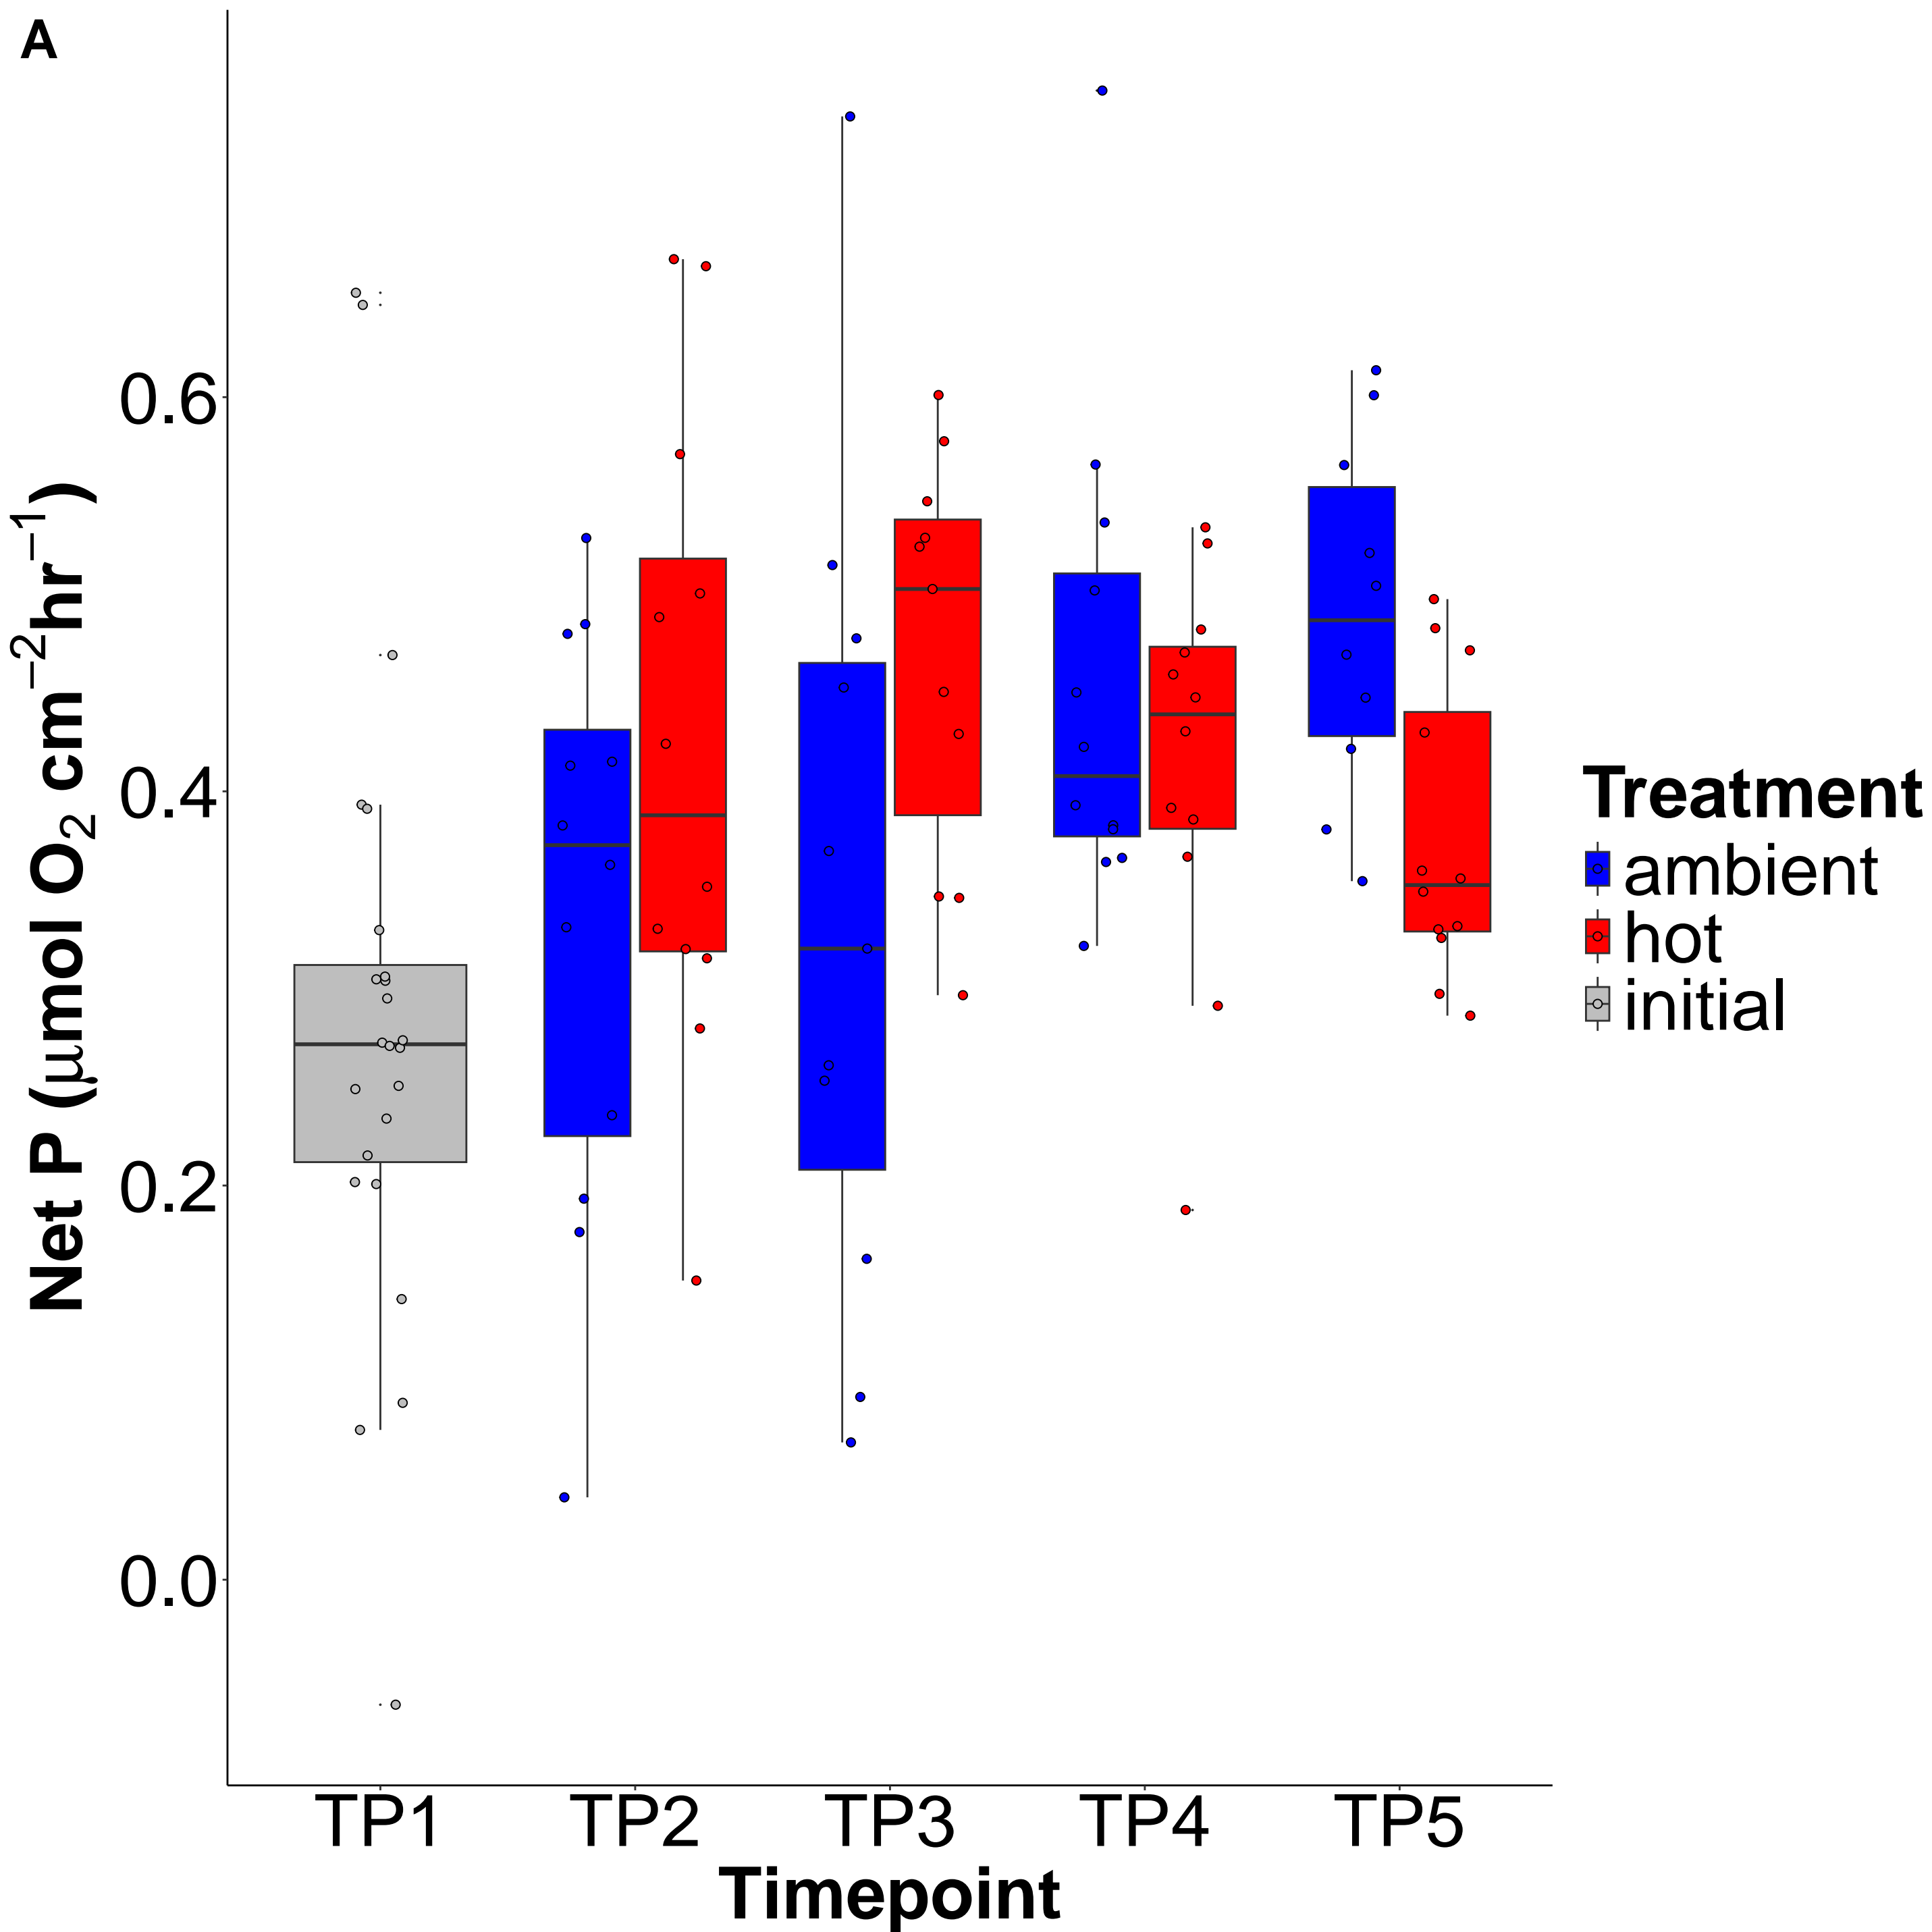 A
Net P (μmol O₂ cm⁻²hr⁻¹)
0.6
0.4
0.2
0.0
TP1 TP2 TP3 TP4 TP5
Timepoint
Treatment
ambient
hot
initial